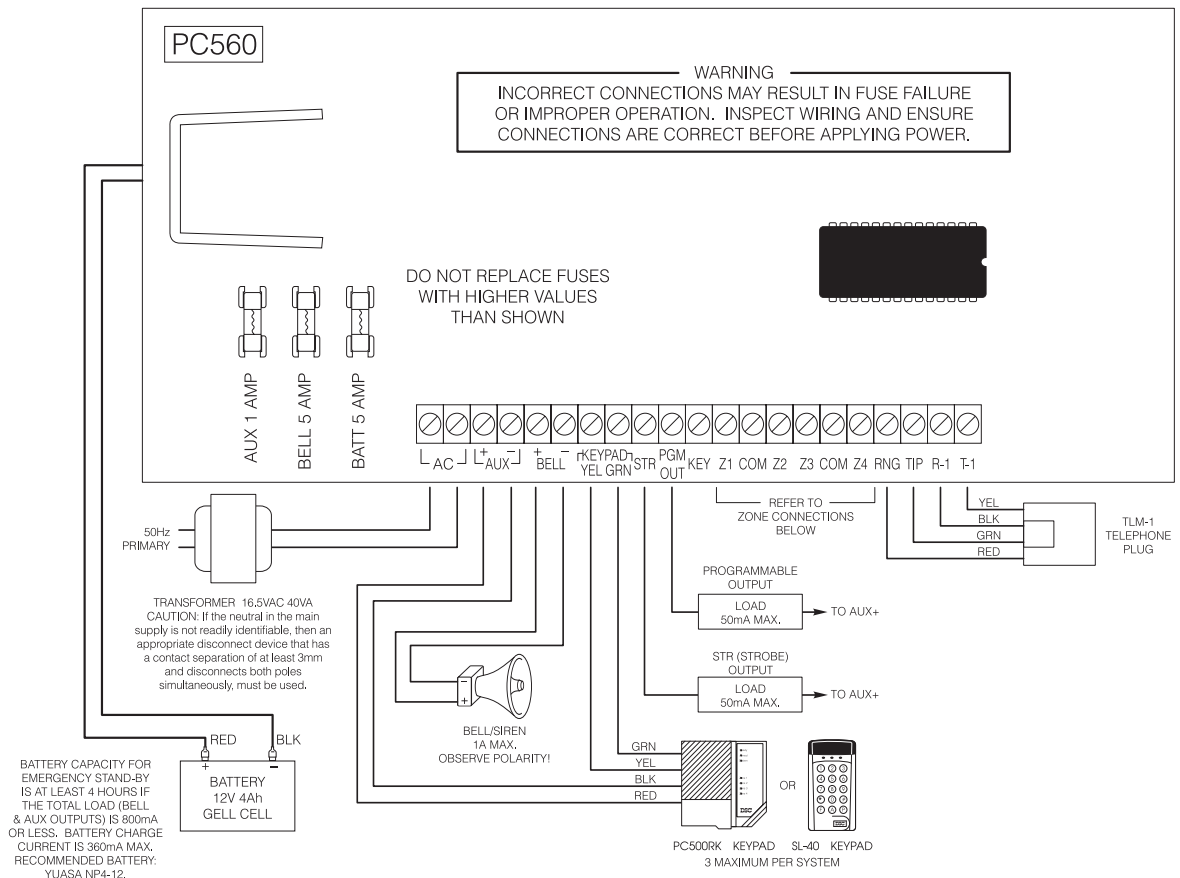 PC560
WARNING
INCORRECT CONNECTIONS MAY RESULT IN FUSE FAILURE
OR IMPROPER OPERATION. INSPECT WIRING AND ENSURE
CONNECTIONS ARE CORRECT BEFORE APPLYING POWER.
DO NOT REPLACE FUSES
WITH HIGHER VALUES
THAN SHOWN
AUX 1 AMP
BELL 5 AMP
BATT 5 AMP
AC
+ AUX -
+ BELL -
KEYPAD
YEL GRN
STR
PGM
OUT
KEY
Z1
COM
Z2
Z3
COM
Z4
RNG
TIP
R-1
T-1
REFER TO
ZONE CONNECTIONS
BELOW
YEL
BLK
GRN
RED
TLM-1
TELEPHONE
PLUG
50Hz
PRIMARY
TRANSFORMER 16.5VAC 40VA
CAUTION: If the neutral in the main
supply is not readily identifiable, then an
appropriate disconnect device that has
a contact separation of at least 3mm
and disconnects both poles
simultaneously, must be used.
PROGRAMMABLE
OUTPUT
LOAD
50mA MAX.
TO AUX+
STR (STROBE)
OUTPUT
LOAD
50mA MAX.
TO AUX+
-
+
BELL/SIREN
1A MAX.
OBSERVE POLARITY!
GRN
YEL
BLK
RED
DSC
OR
DSC
PC500RK KEYPAD
SL-40 KEYPAD
3 MAXIMUM PER SYSTEM
RED
BLK
+
-
BATTERY
12V 4Ah
GELL CELL
BATTERY CAPACITY FOR
EMERGENCY STAND-BY
IS AT LEAST 4 HOURS IF
THE TOTAL LOAD (BELL
& AUX OUTPUTS) IS 800mA
OR LESS. BATTERY CHARGE
CURRENT IS 360mA MAX.
RECOMMENDED BATTERY:
YUASA NP4-12.